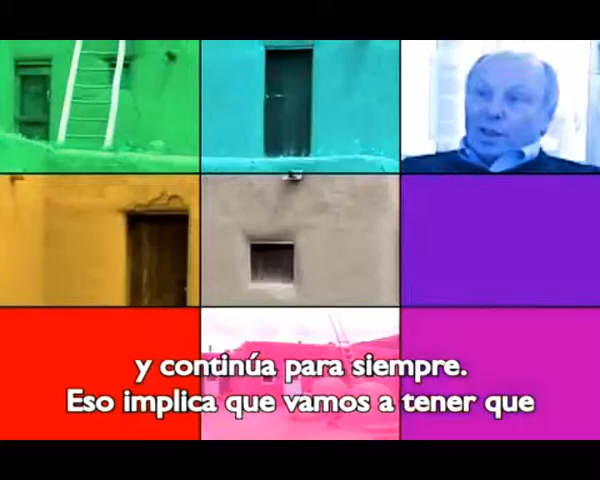 y continúa para siempre.
Eso implica que vamos a tener que